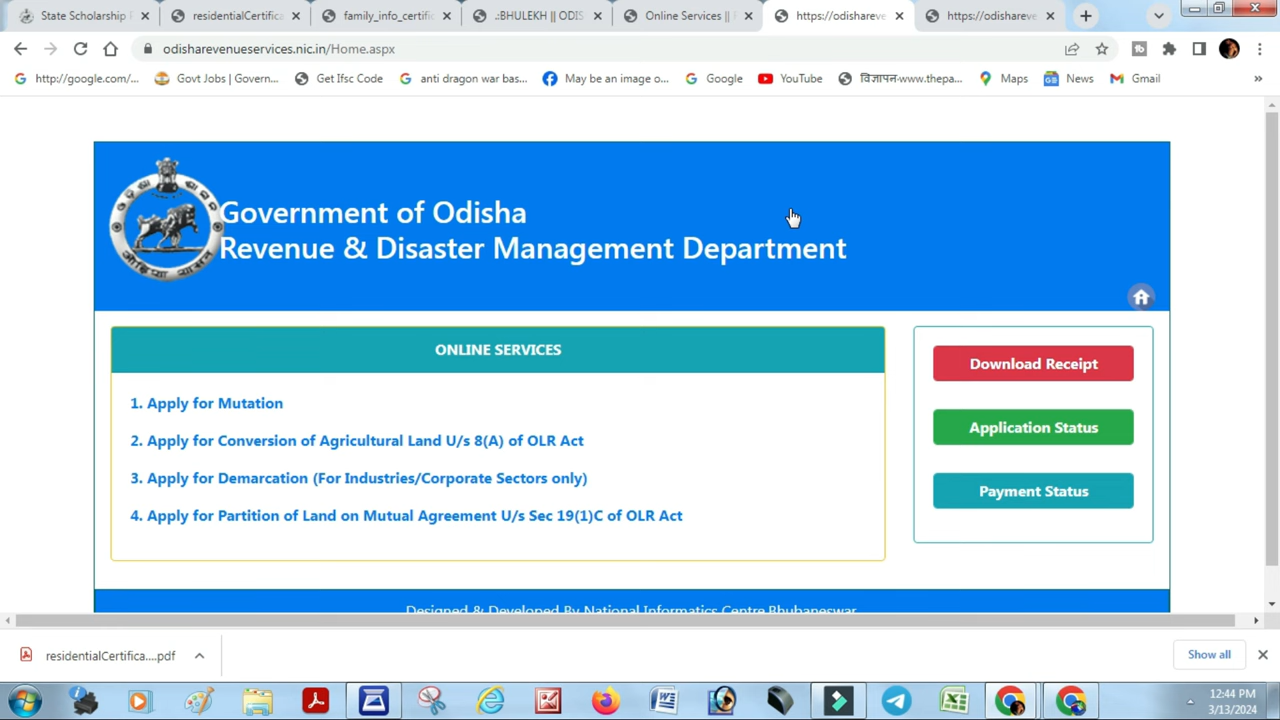 State Scholarship P
residentialCertifica
family_info_certific
.:BHULEKH || ODIS
Online Services || R
https://odishareve
https://odishareve
odisharevenueservices.nic.in/Home.aspx
http://google.com/...
Govt Jobs | Govern...
Get Ifsc Code
anti dragon war bas...
May be an image o...
Google
YouTube
विज्ञापन-www.thepa...
Maps
News
Gmail
»
Government of Odisha
Revenue & Disaster Management Department
ONLINE SERVICES
1. Apply for Mutation
2. Apply for Conversion of Agricultural Land U/s 8(A) of OLR Act
3. Apply for Demarcation (For Industries/Corporate Sectors only)
4. Apply for Partition of Land on Mutual Agreement U/s Sec 19(1)C of OLR Act
Download Receipt
Application Status
Payment Status
Designed & Developed By National Informatics Centre,Bhubaneswar
residentialCertifica....pdf
Show all
12:44 PM
3/13/2024